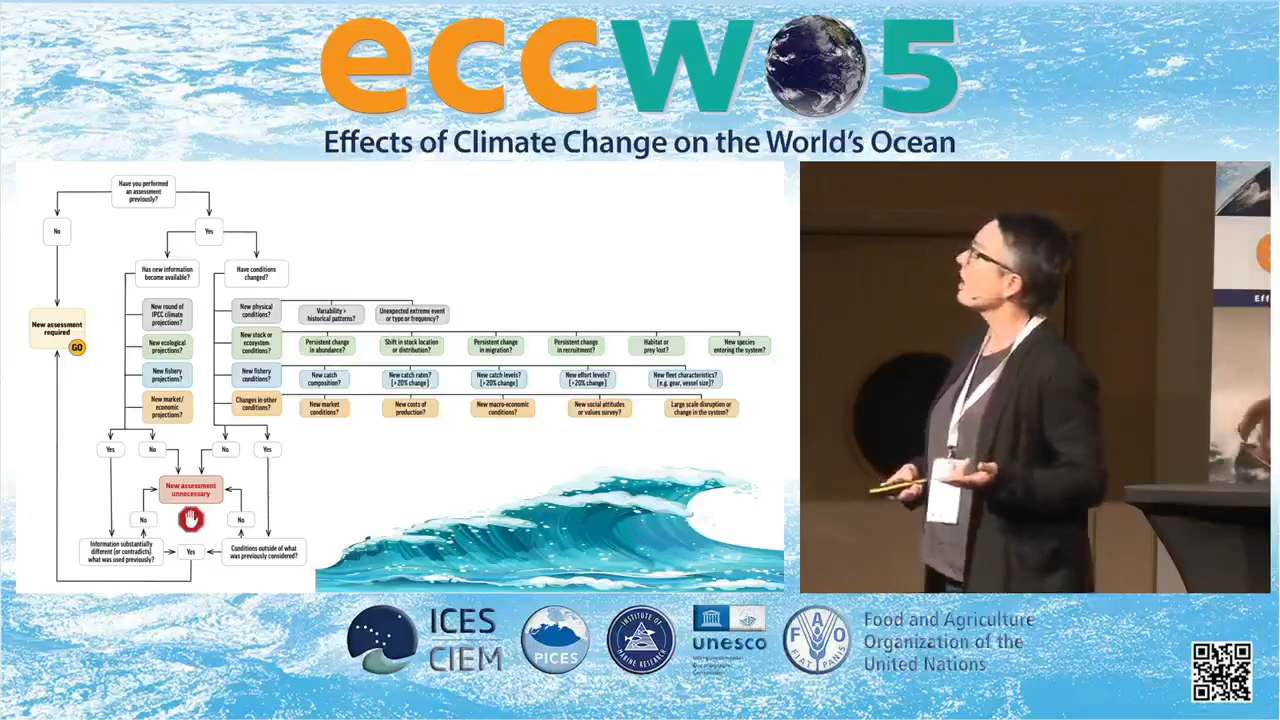 eccwo5
Effects of Climate Change on the World's Ocean
Have you performed
an assessment
previously?
No
Yes
Has new information
become available?
Have conditions
changed?
New assessment
required
GO
New round of
IPCC climate
projections?
New physical
conditions?
Variability >
historical patterns?
Unexpected extreme event
or type or frequency?
New ecological
projections?
New stock or
ecosystem
conditions?
Persistent change
in abundance?
Shift in stock location
or distribution?
Persistent change
in migration?
Persistent change
in recruitment?
Habitat or
prey lost?
New species
entering the system?
New fishery
projections?
New fishery
conditions?
New catch
composition?
New catch rates?
[>20% change]
New catch levels?
[>20% change]
New effort levels?
[>20% change]
New fleet characteristics?
[e.g. gear, vessel size]?
New market/
economic
projections?
Changes in other
conditions?
New market
conditions?
New costs of
production?
New macro-economic
conditions?
New social attitudes
or values survey?
Large scale disruption or
change in the system?
Yes
No
No
Yes
New assessment
unnecessary
No
No
Information substantially
different (or contradicts)
what was used previously?
Yes
Conditions outside of what
was previously considered?
Eff
ICES
CIEM
PICES
INSTITUTE OF
MARINE RESEARCH
unesco
Intergovernmental
Oceanographic
Commission
FAO
FIAT PANIS
Food and Agriculture
Organization of the
United Nations